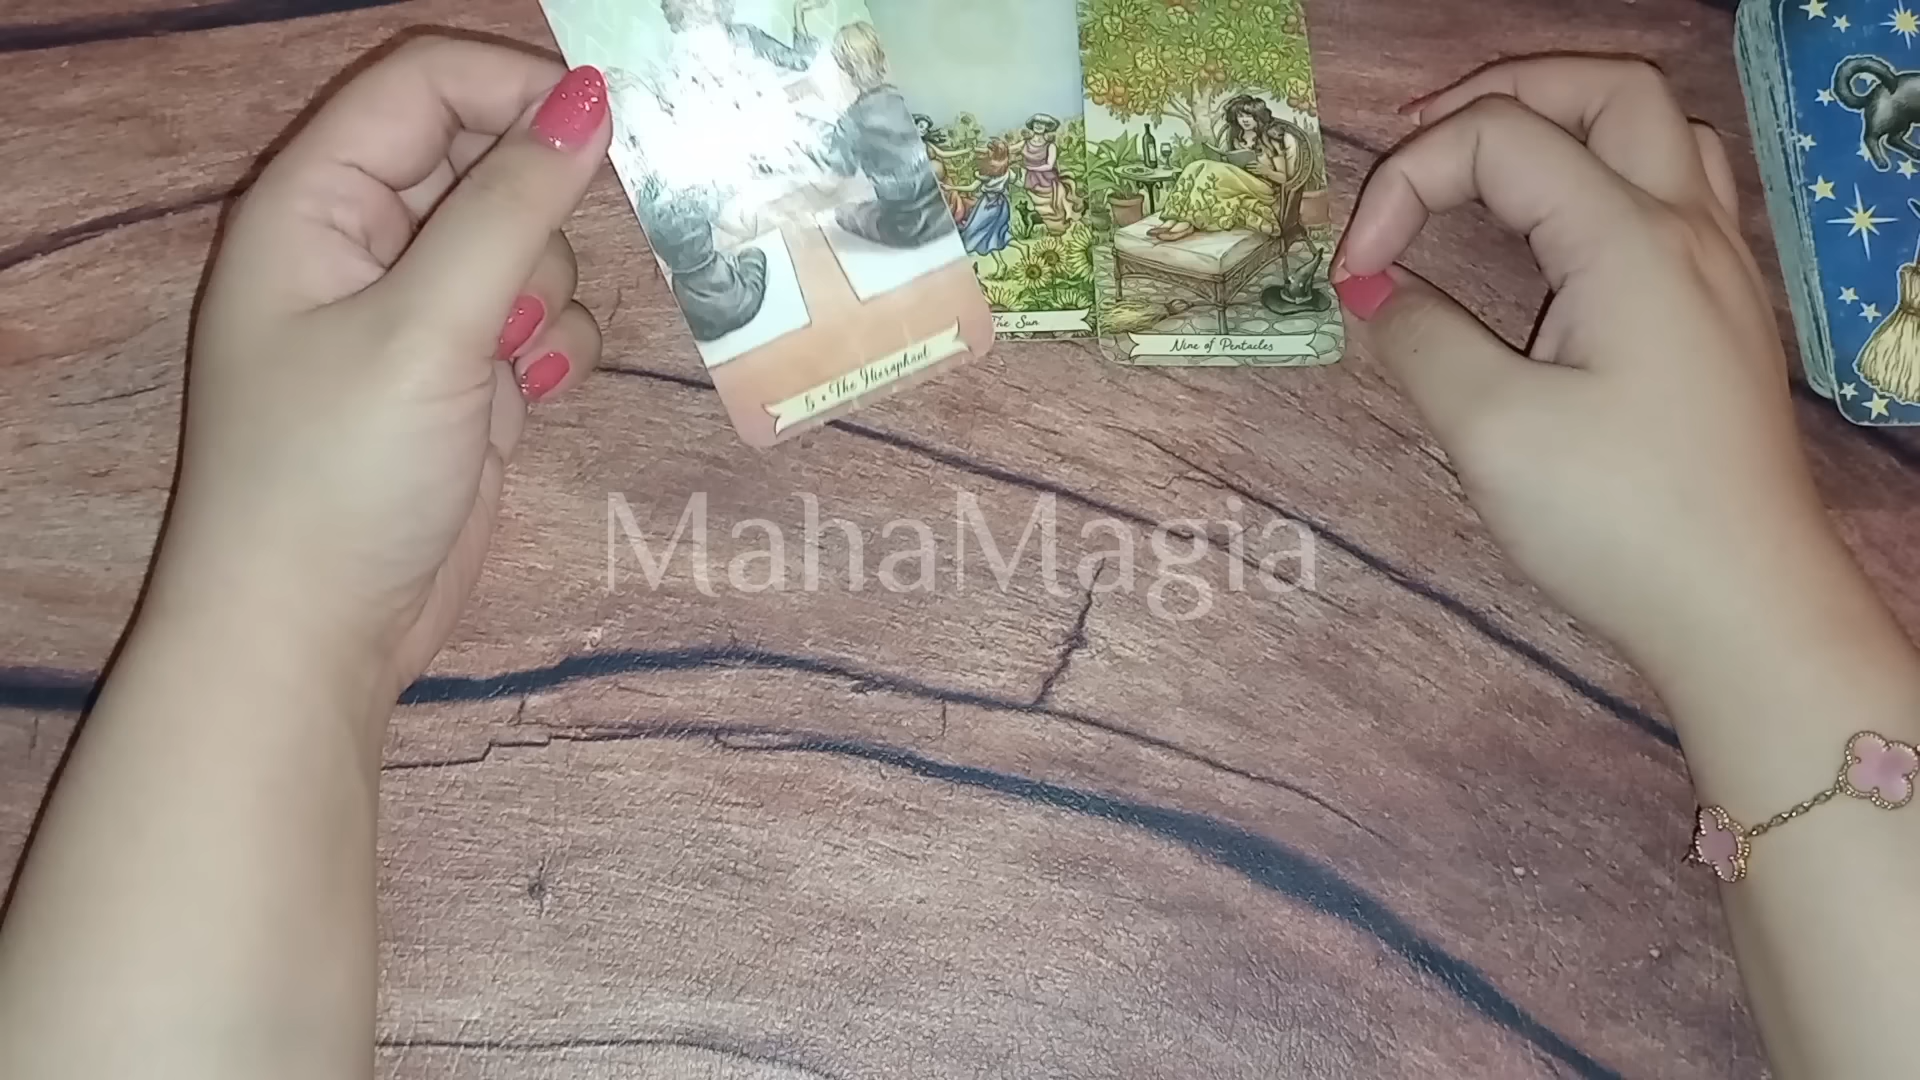 The Sun
Nine of Pentacles
5 • The Hierophant
MahaMagia